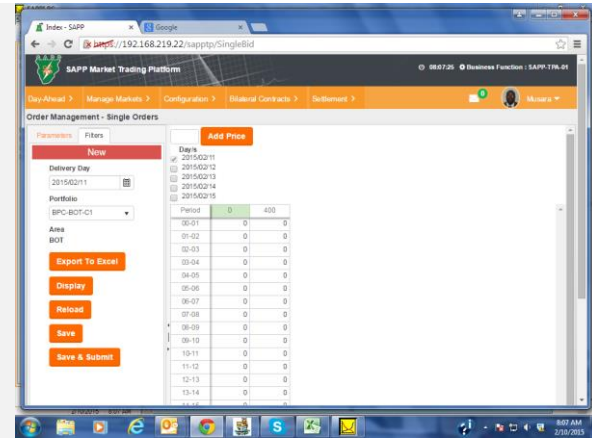 Index - SAPP
Google
https://192.168.219.22/sapptp/SingleBid
SAPP Market Trading Platform
08:07:25 Business Function : SAPP-TPA-01
Day-Ahead > Manage Markets > Configuration > Bilateral Contracts > Settlement >
0
Musara
Order Management - Single Orders
Parameters Filters
New
Delivery Day
2015/02/11
Portfolio
BPC-BOT-C1
Area
BOT
Export To Excel
Display
Reload
Save
Save & Submit
Add Price
Day/s
2015/02/11
2015/02/12
2015/02/13
2015/02/14
2015/02/15
Period 0 400
00-01 0 0
01-02 0 0
02-03 0 0
03-04 0 0
04-05 0 0
05-06 0 0
06-07 0 0
07-08 0 0
08-09 0 0
09-10 0 0
10-11 0 0
11-12 0 0
12-13 0 0
13-14 0 0
2/10/2015 8:07 AM
8:07 AM
2/10/2015